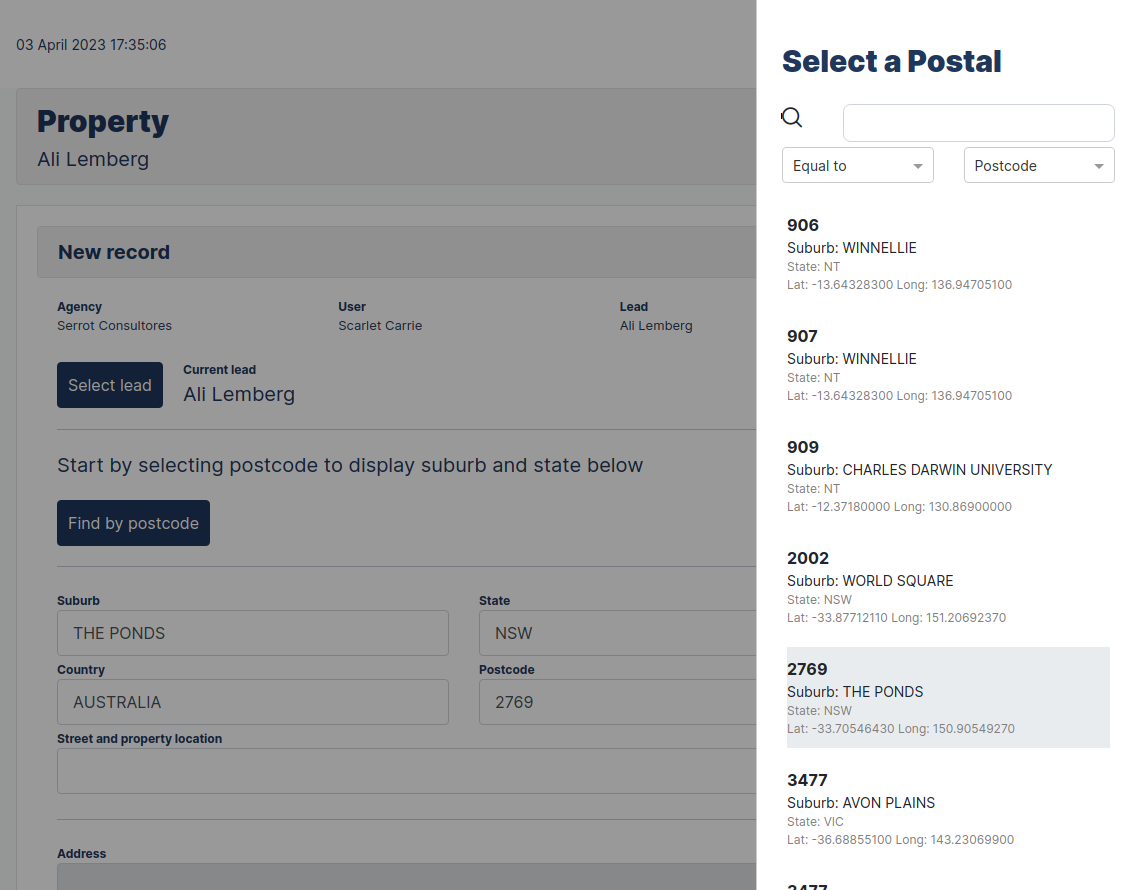 03 April 2023 17:35:06
Property
Ali Lemberg
New record
Agency
User
Lead
Serrot Consultores
Scarlet Carrie
Ali Lemberg
Select lead
Current lead
Ali Lemberg
Start by selecting postcode to display suburb and state below
Find by postcode
Suburb
State
THE PONDS
NSW
Country
Postcode
AUSTRALIA
2769
Street and property location
Address
Select a Postal
Equal to
Postcode
906
Suburb: WINNELLIE
State: NT
Lat: -13.64328300 Long: 136.94705100
907
Suburb: WINNELLIE
State: NT
Lat: -13.64328300 Long: 136.94705100
909
Suburb: CHARLES DARWIN UNIVERSITY
State: NT
Lat: -12.37180000 Long: 130.86900000
2002
Suburb: WORLD SQUARE
State: NSW
Lat: -33.87712110 Long: 151.20692370
2769
Suburb: THE PONDS
State: NSW
Lat: -33.70546430 Long: 150.90549270
3477
Suburb: AVON PLAINS
State: VIC
Lat: -36.68855100 Long: 143.23069900
3477